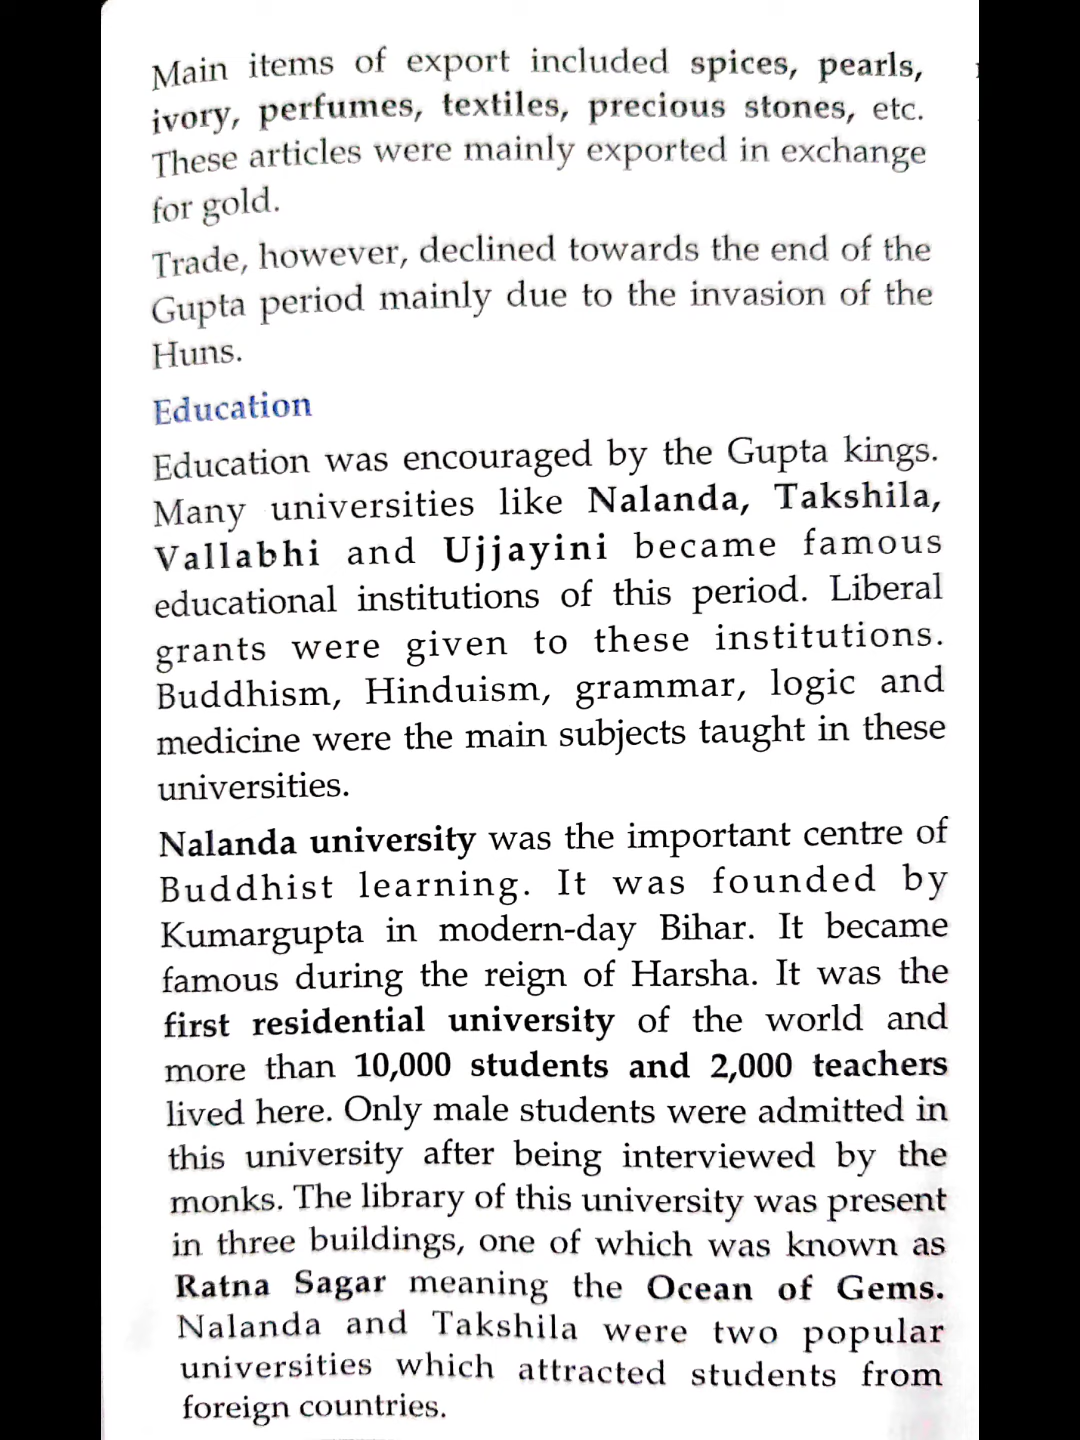 Main items of export included spices, pearls,
ivory, perfumes, textiles, precious stones, etc.
These articles were mainly exported in exchange
for gold.
Trade, however, declined towards the end of the
Gupta period mainly due to the invasion of the
Huns.
Education
Education was encouraged by the Gupta kings.
Many universities like Nalanda, Takshila,
Vallabhi and Ujjayini became famous
educational institutions of this period. Liberal
grants were given to these institutions.
Buddhism, Hinduism, grammar, logic and
medicine were the main subjects taught in these
universities.
Nalanda university was the important centre of
Buddhist learning. It was founded by
Kumargupta in modern-day Bihar. It became
famous during the reign of Harsha. It was the
first residential university of the world and
more than 10,000 students and 2,000 teachers
lived here. Only male students were admitted in
this university after being interviewed by the
monks. The library of this university was present
in three buildings, one of which was known as
Ratna Sagar meaning the Ocean of Gems.
Nalanda and Takshila were two popular
universities which attracted students from
foreign countries.